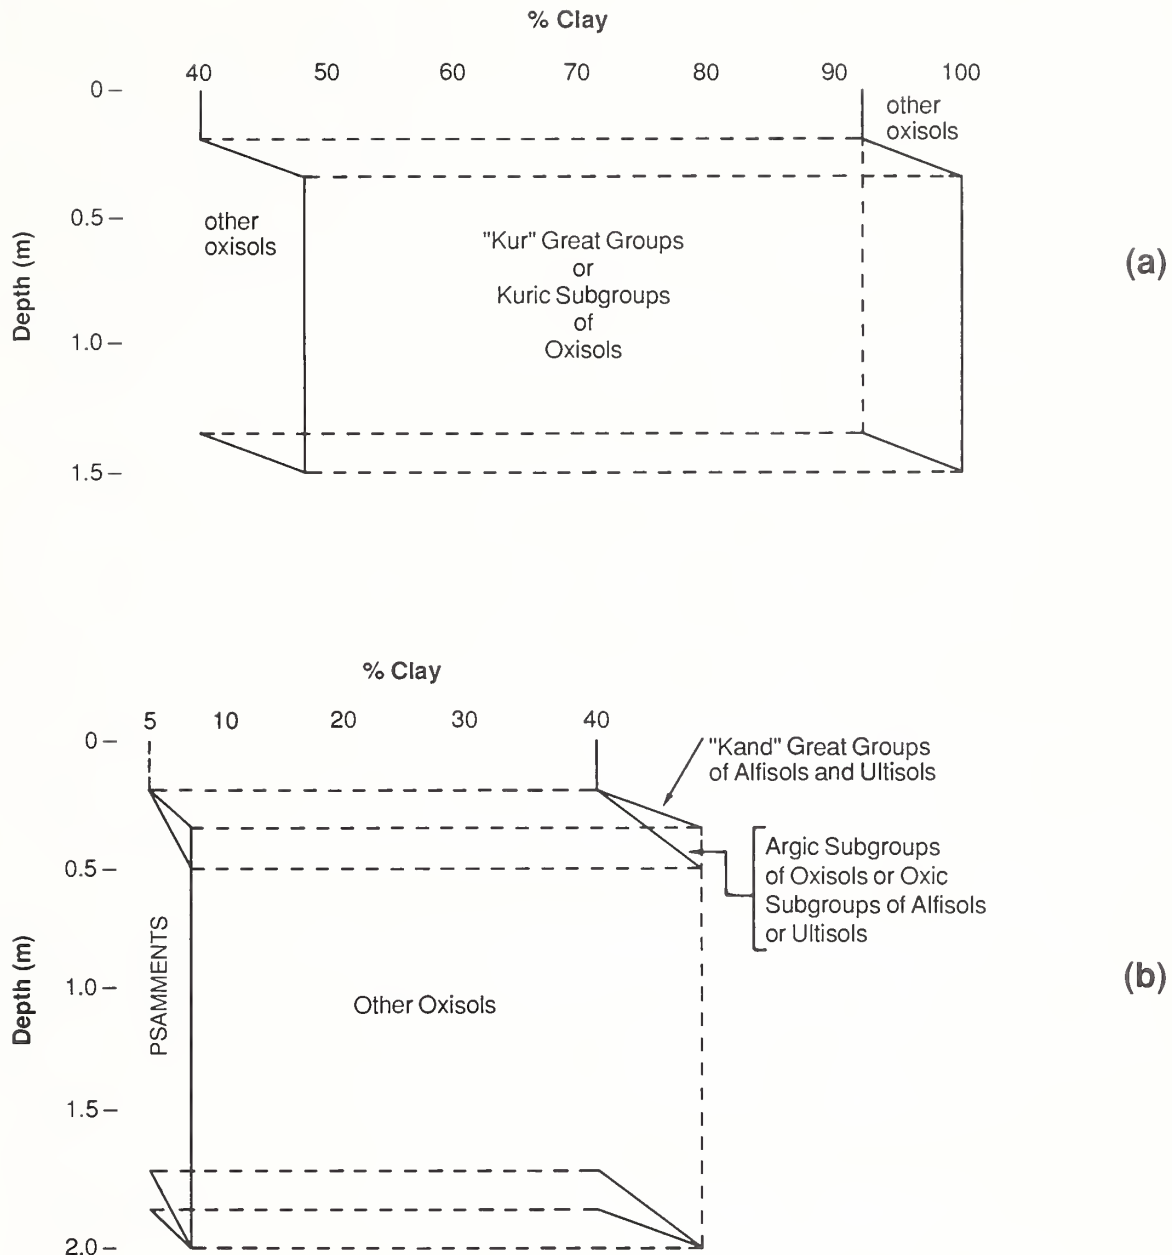 % Clay
40 50 60 70 80 90 100
0 –
other
oxisols
0.5 –
other
oxisols
"Kur" Great Groups
or
Kuric Subgroups
of
Oxisols
Depth (m)
(a)
1.0 –
1.5 –
% Clay
5 10 20 30 40
0 –
"Kand" Great Groups
of Alfisols and Ultisols
0.5 –
Argic Subgroups
of Oxisols or Oxic
Subgroups of Alfisols
or Ultisols
Depth (m)
PSAMMENTS
Other Oxisols
(b)
1.0 –
1.5 –
2.0 –